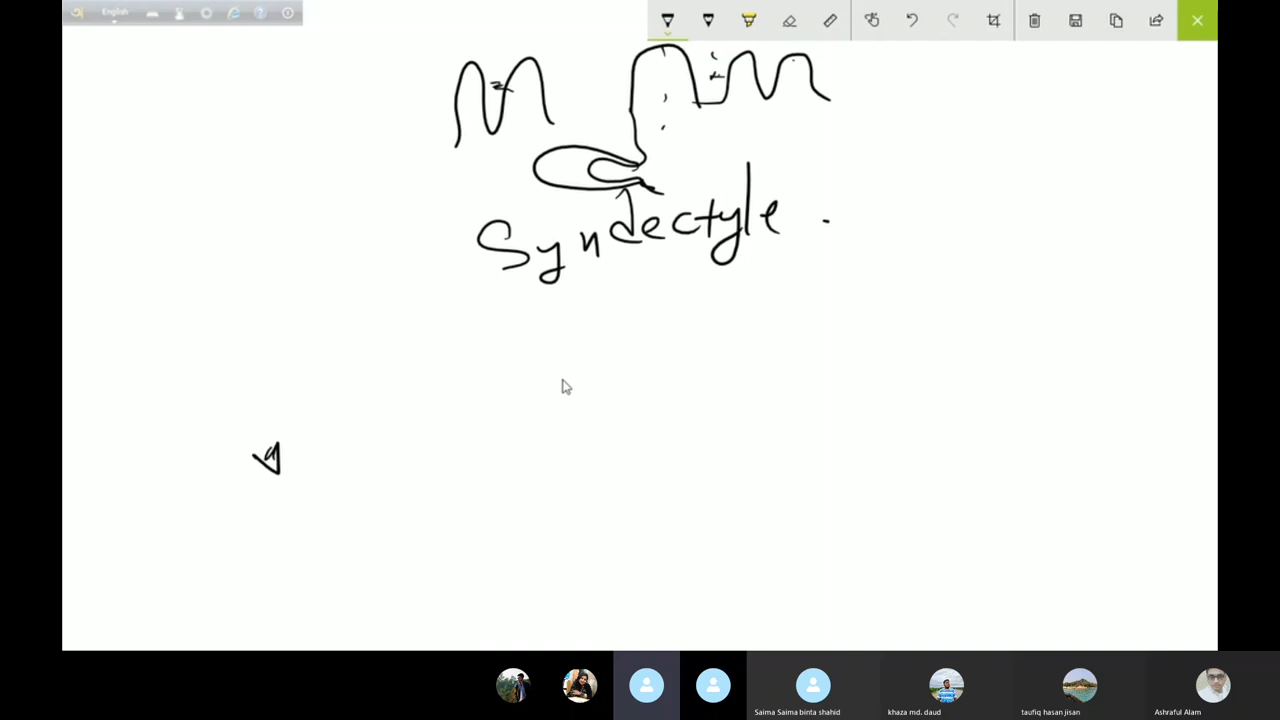 English
Syndectyle .
Saima Saima binta shahid
khaza md. daud
taufiq hasan jisan
Ashraful Alam